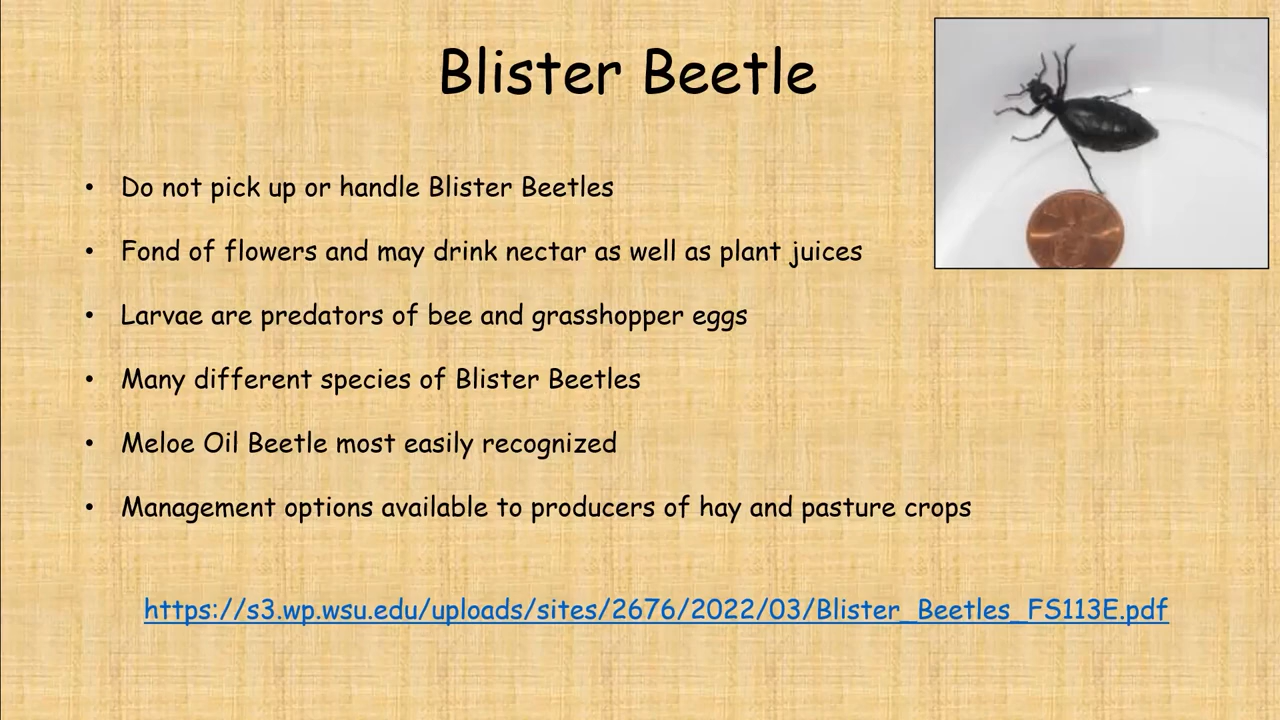 Blister Beetle
• Do not pick up or handle Blister Beetles
• Fond of flowers and may drink nectar as well as plant juices
• Larvae are predators of bee and grasshopper eggs
• Many different species of Blister Beetles
• Meloe Oil Beetle most easily recognized
• Management options available to producers of hay and pasture crops
https://s3.wp.wsu.edu/uploads/sites/2676/2022/03/Blister_Beetles_FS113E.pdf